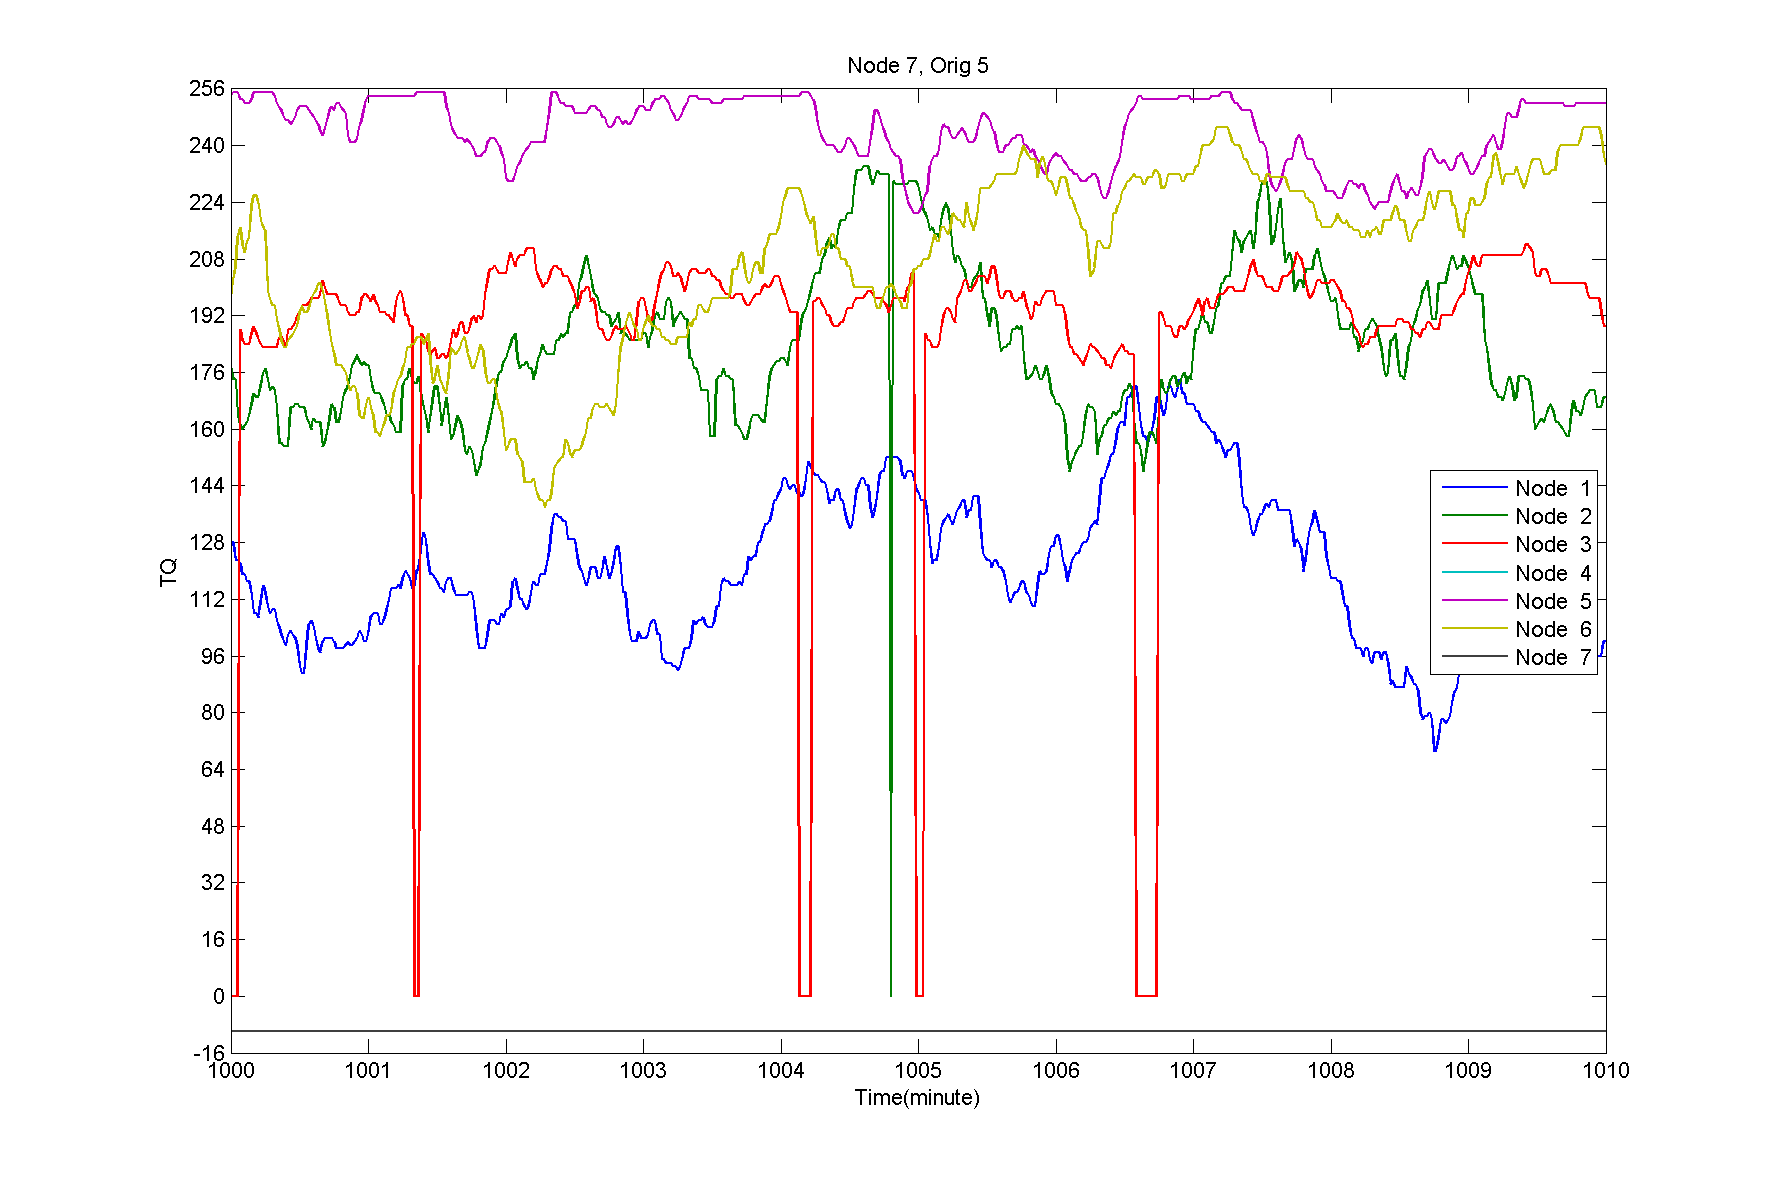 Node 7, Orig 5
256
240
224
208
192
176
160
144
128
112
96
80
64
48
32
16
0
-16
TQ
Node 1
Node 2
Node 3
Node 4
Node 5
Node 6
Node 7
1000 1001 1002 1003 1004 1005 1006 1007 1008 1009 1010
Time(minute)